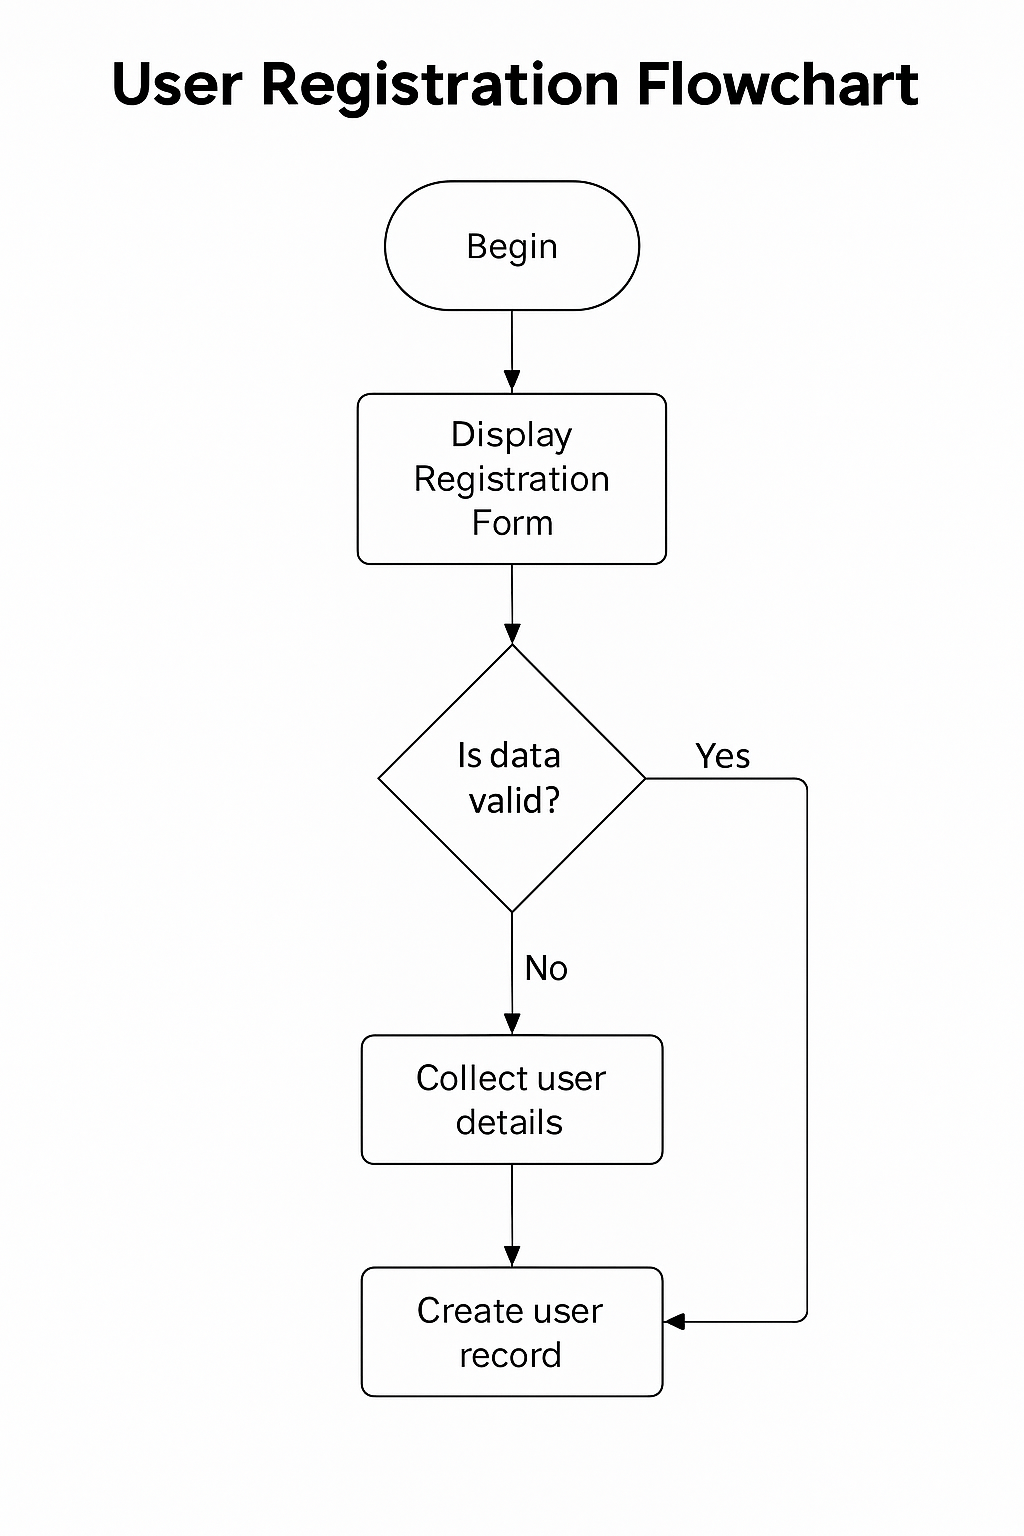 User Registration Flowchart
Begin
Display
Registration
Form
Is data
valid?
Yes
No
Collect user
details
Create user
record